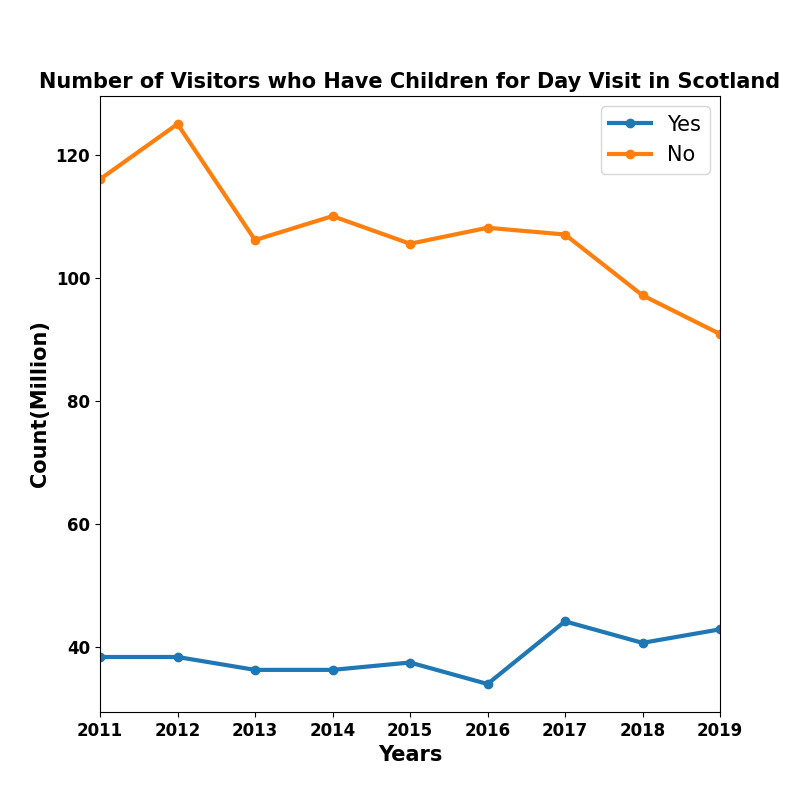 Number of Visitors who Have Children for Day Visit in Scotland
Yes
No
120
100
80
60
40
Count(Million)
2011 2012 2013 2014 2015 2016 2017 2018 2019
Years